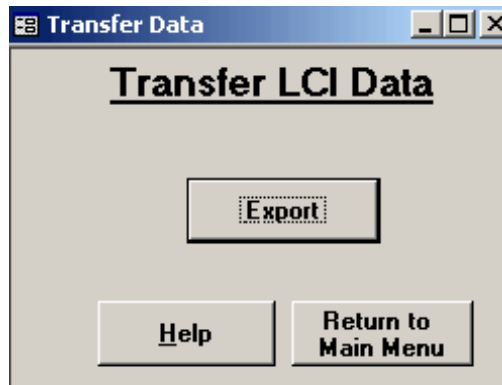 Transfer Data
Transfer LCI Data
Export
Help
Return to
Main Menu